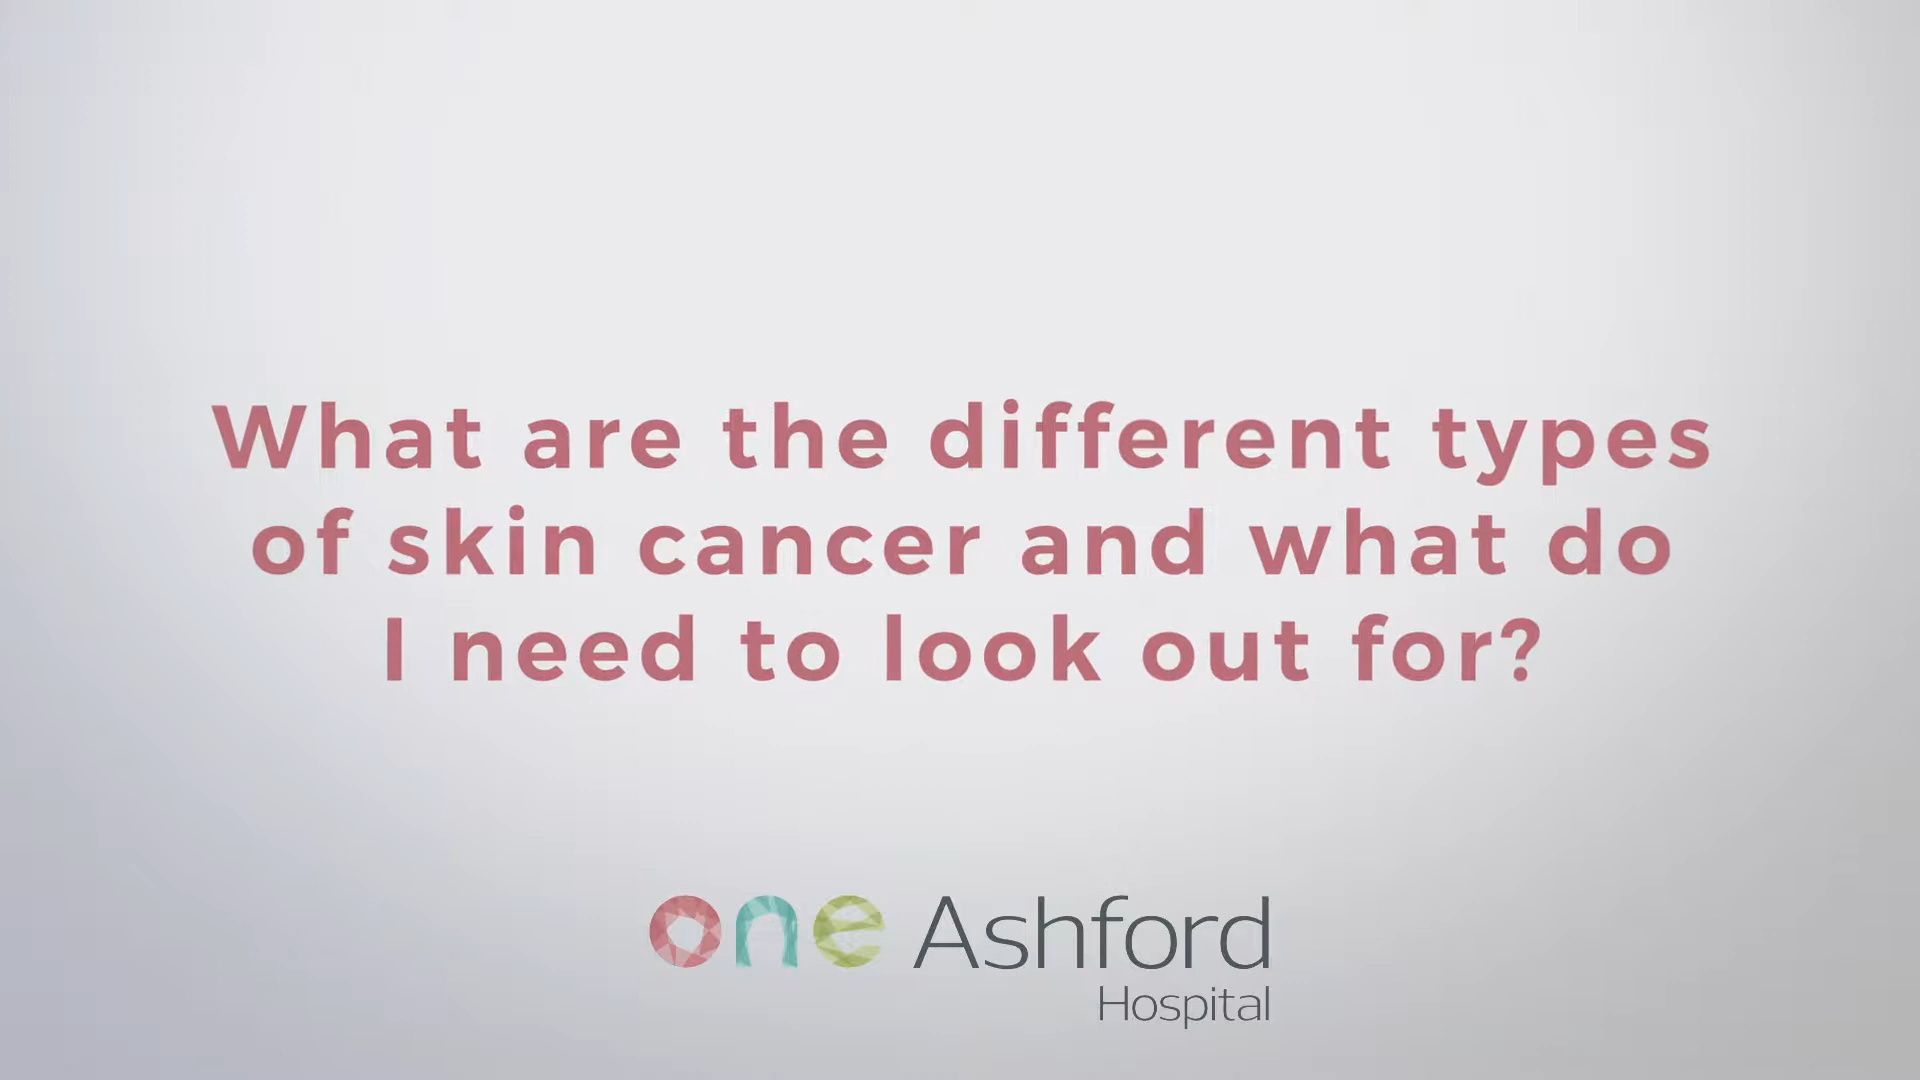 What are the different types
of skin cancer and what do
I need to look out for?
one Ashford
Hospital